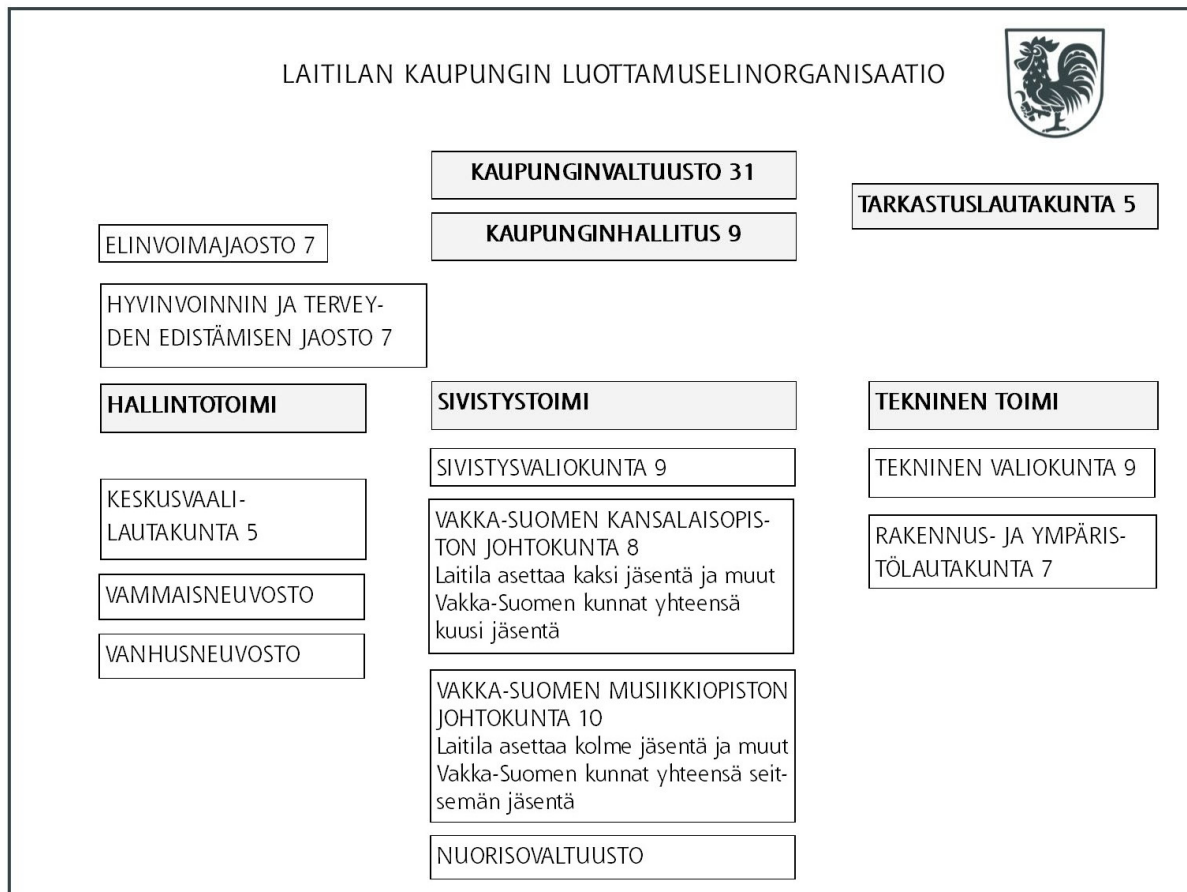 LAITILAN KAUPUNGIN LUOTTAMUSELINORGANISAATIO
KAUPUNGINVALTUUSTO 31
TARKASTUSLAUTAKUNTA 5
KAUPUNGINHALLITUS 9
ELINVOIMAJAOSTO 7
HYVINVOINNIN JA TERVEY-
DEN EDISTÄMISEN JAOSTO 7
HALLINTOTOIMI
KESKUSVAALI-
LAUTAKUNTA 5
VAMMAISNEUVOSTO
VANHUSNEUVOSTO
SIVISTYSTOIMI
SIVISTYSVALIOKUNTA 9
VAKKA-SUOMEN KANSALAISOPIS-
TON JOHTOKUNTA 8
Laitila asettaa kaksi jäsentä ja muut
Vakka-Suomen kunnat yhteensä
kuusi jäsentä
VAKKA-SUOMEN MUSIIKKIOPISTON
JOHTOKUNTA 10
Laitila asettaa kolme jäsentä ja muut
Vakka-Suomen kunnat yhteensä seit-
semän jäsentä
NUORISOVALTUUSTO
TEKNINEN TOIMI
TEKNINEN VALIOKUNTA 9
RAKENNUS- JA YMPÄRIS-
TÖLAUTAKUNTA 7